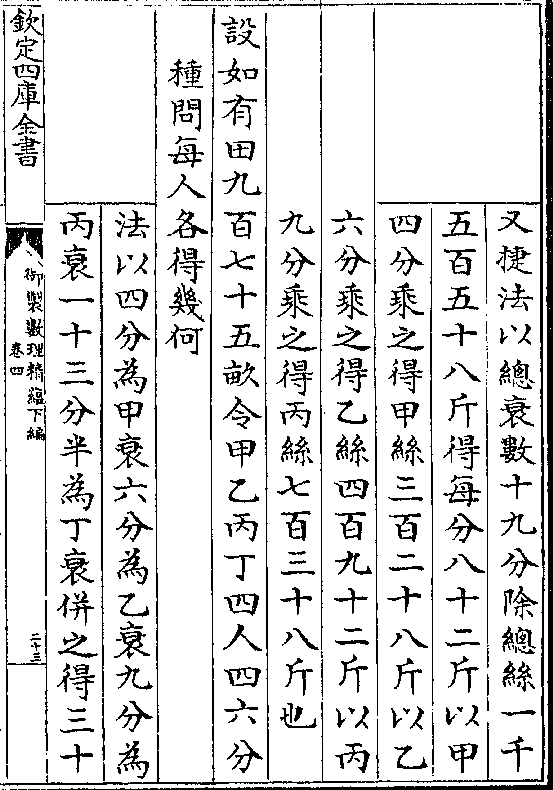 又捷法以總衰數十九分除總絲一千
五百五十八斤得每分八十二斤以甲
四分乘之得甲絲三百二十八斤以乙
六分乘之得乙絲四百九十二斤以丙
九分乘之得丙絲七百三十八斤也
設如有田九百七十五畝令甲乙丙丁四人四六分
種問每人各得幾何
法以四分為甲衰六分為乙衰九分為
丙衰一十三分半為丁衰併之得三十
欽定四庫全書
御製數理精蘊下編
卷四
二十三